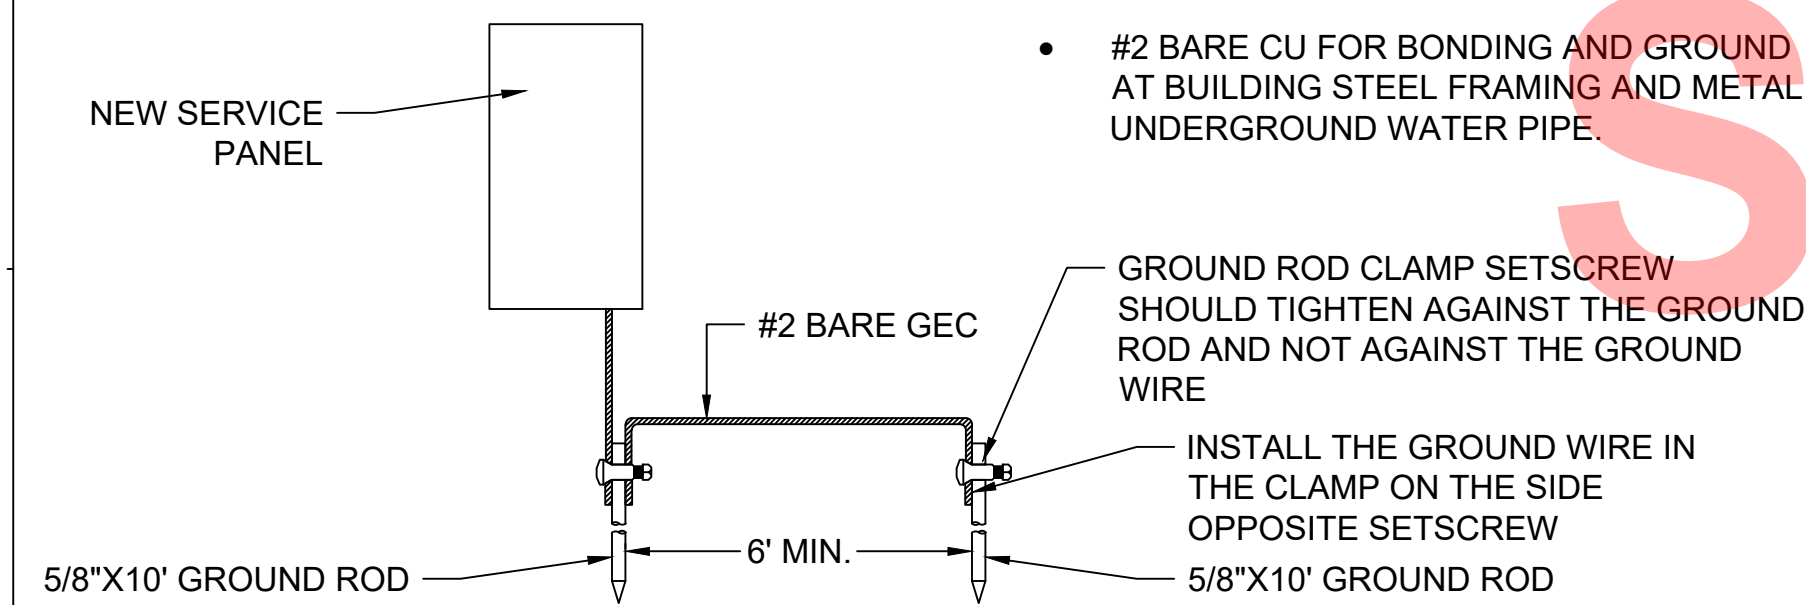 NEW SERVICE
PANEL
• #2 BARE CU FOR BONDING AND GROUND
AT BUILDING STEEL FRAMING AND METAL
UNDERGROUND WATER PIPE.
S
#2 BARE GEC
GROUND ROD CLAMP SETSCREW
SHOULD TIGHTEN AGAINST THE GROUND
ROD AND NOT AGAINST THE GROUND
WIRE
INSTALL THE GROUND WIRE IN
THE CLAMP ON THE SIDE
OPPOSITE SETSCREW
6' MIN.
5/8"X10' GROUND ROD
5/8"X10' GROUND ROD